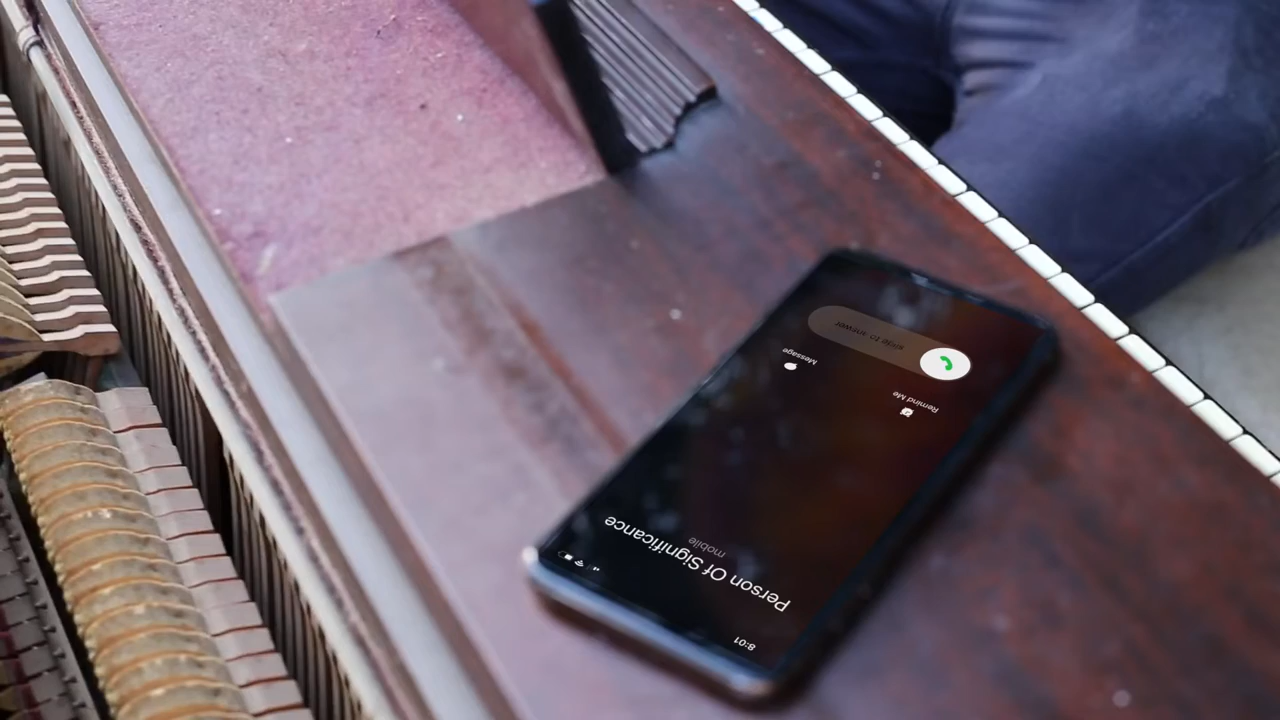 8:01
Person Of Significance
mobile
Remind Me
Message
slide to answer